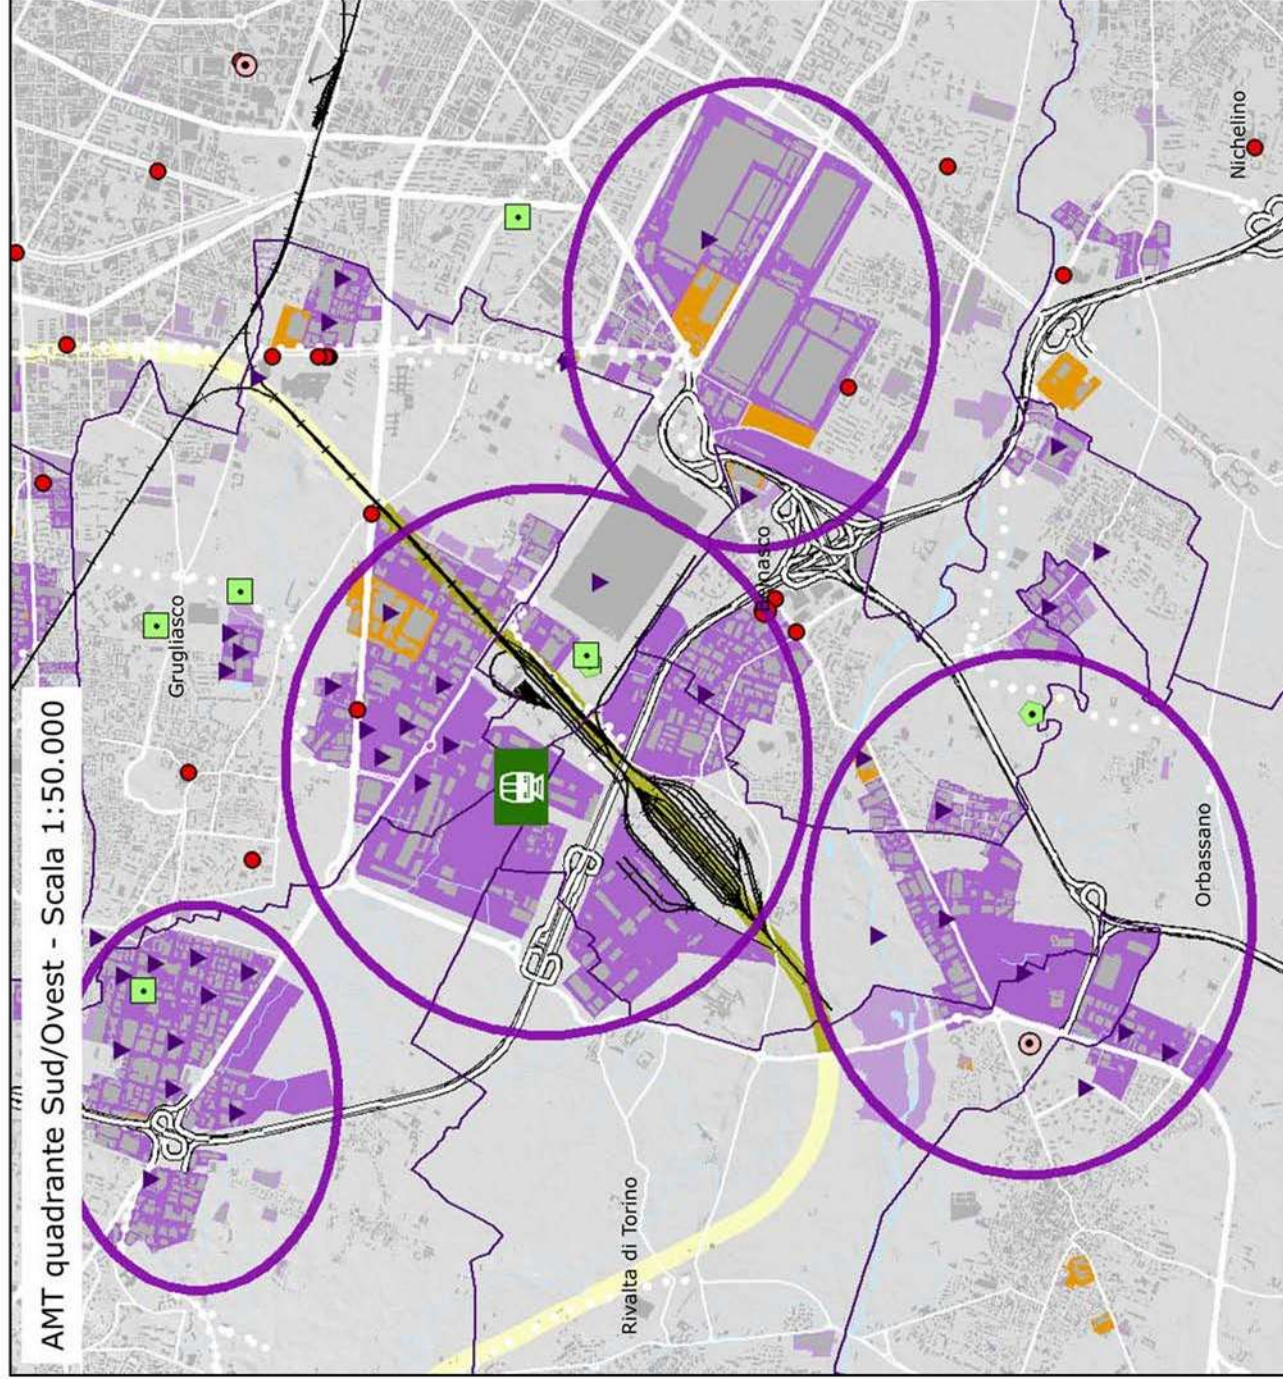 AMT quadrante Sud/Ovest - Scala 1:50.000
Grugliasco
Rivalta di Torino
Orbassano
Nichelino